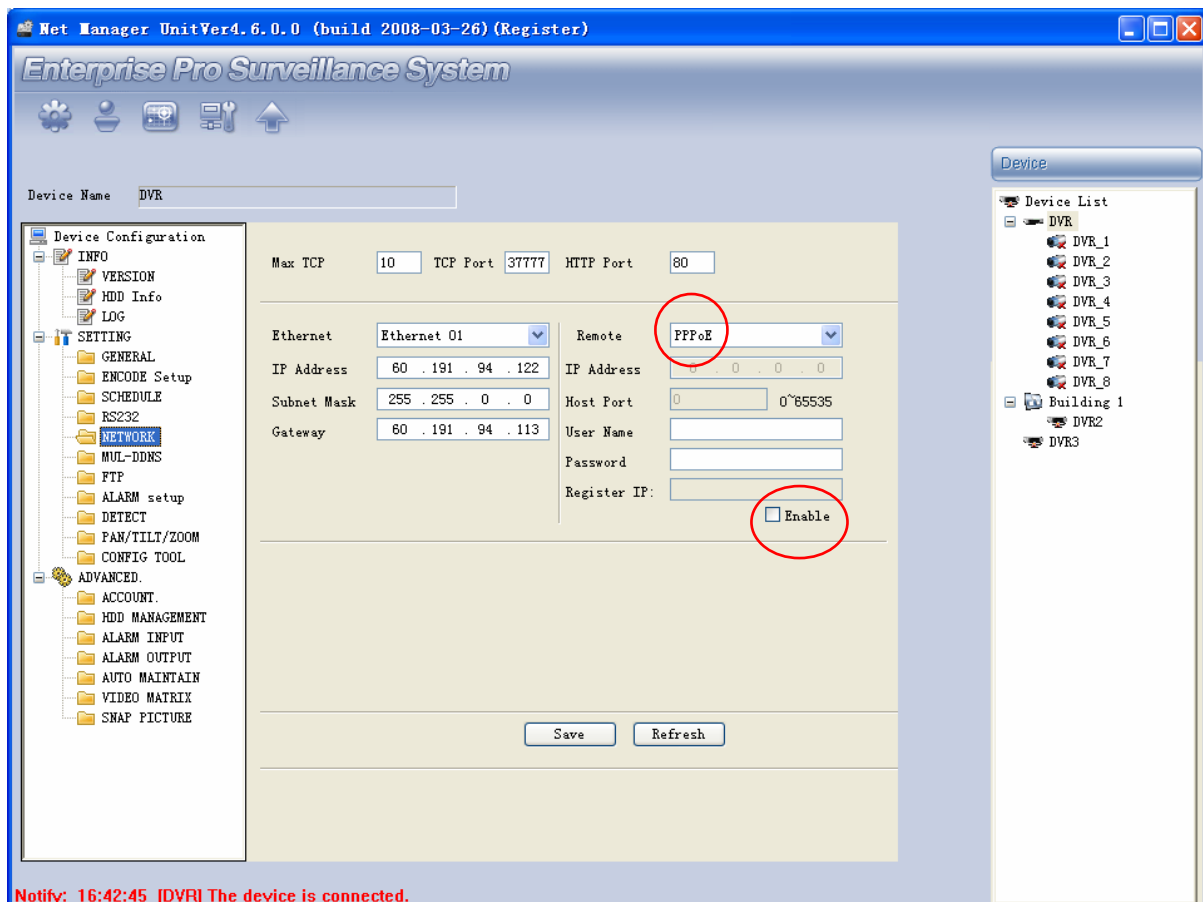 Net Manager UnitVer4.6.0.0 (build 2008-03-26)(Register)
Enterprise Pro Surveillance System
Device Name DVR
Device Configuration
INFO
VERSION
HDD Info
LOG
SETTING
GENERAL
ENCODE Setup
SCHEDULE
RS232
NETWORK
MUL-DDNS
FTP
ALARM setup
DETECT
PAN/TILT/ZOOM
CONFIG TOOL
ADVANCED.
ACCOUNT.
HDD MANAGEMENT
ALARM INPUT
ALARM OUTPUT
AUTO MAINTAIN
VIDEO MATRIX
SNAP PICTURE
Max TCP 10 TCP Port 37777 HTTP Port 80
Ethernet Ethernet 01
IP Address 60 . 191 . 94 . 122
Subnet Mask 255 . 255 . 0 . 0
Gateway 60 . 191 . 94 . 113
Remote PPPoE
IP Address 0 . 0 . 0 . 0
Host Port 0 0~65535
User Name
Password
Register IP:
Enable
Save Refresh
Device
Device List
DVR
DVR_1
DVR_2
DVR_3
DVR_4
DVR_5
DVR_6
DVR_7
DVR_8
Building 1
DVR2
DVR3
Notify: 16:42:45 [DVR] The device is connected.